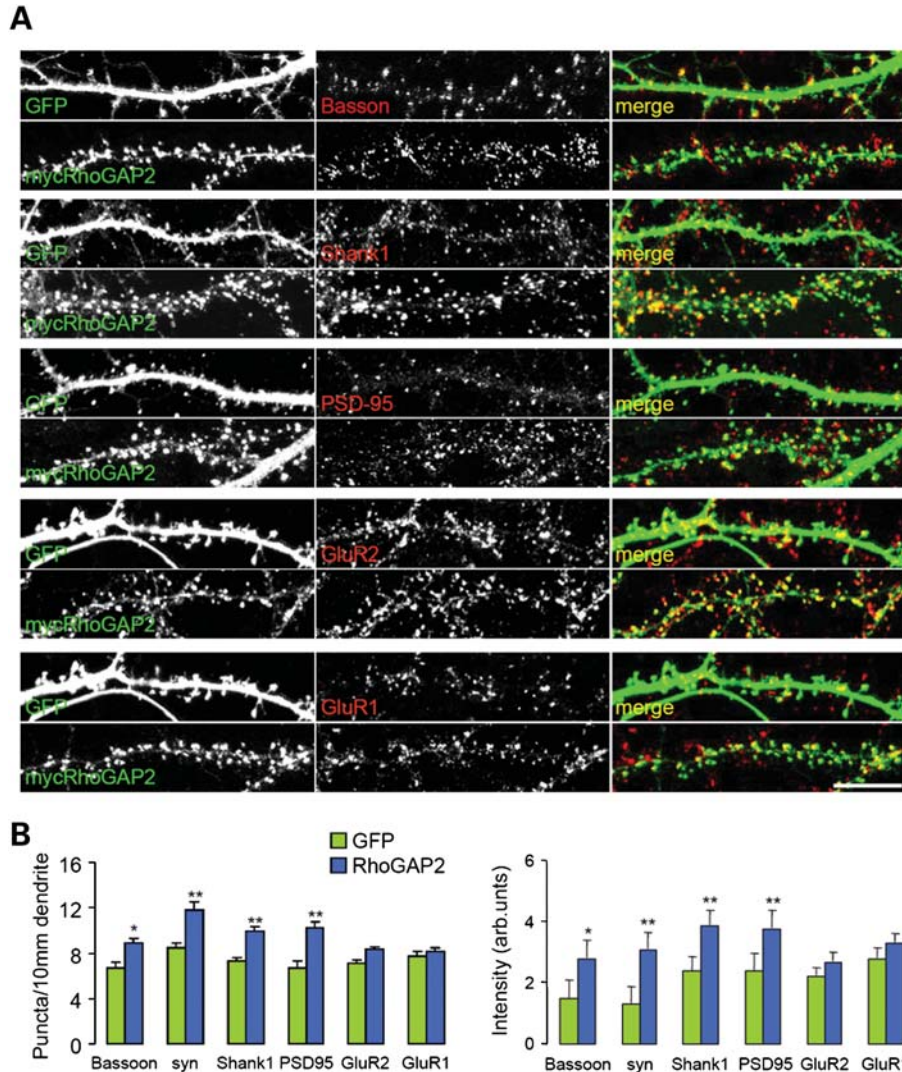 A
GFP Basson merge
mycRhoGAP2
GFP Shank1 merge
mycRhoGAP2
GFP PSD-95 merge
mycRhoGAP2
GFP GluR2 merge
mycRhoGAP2
GFP GluR1 merge
mycRhoGAP2
B
GFP
RhoGAP2
Puncta/10mm dendrite
16
12
8
4
0
* ** ** **
Bassoon syn Shank1 PSD95 GluR2 GluR1
Intensity (arb.unts)
6
4
2
0
* ** ** **
Bassoon syn Shank1 PSD95 GluR2 GluR1